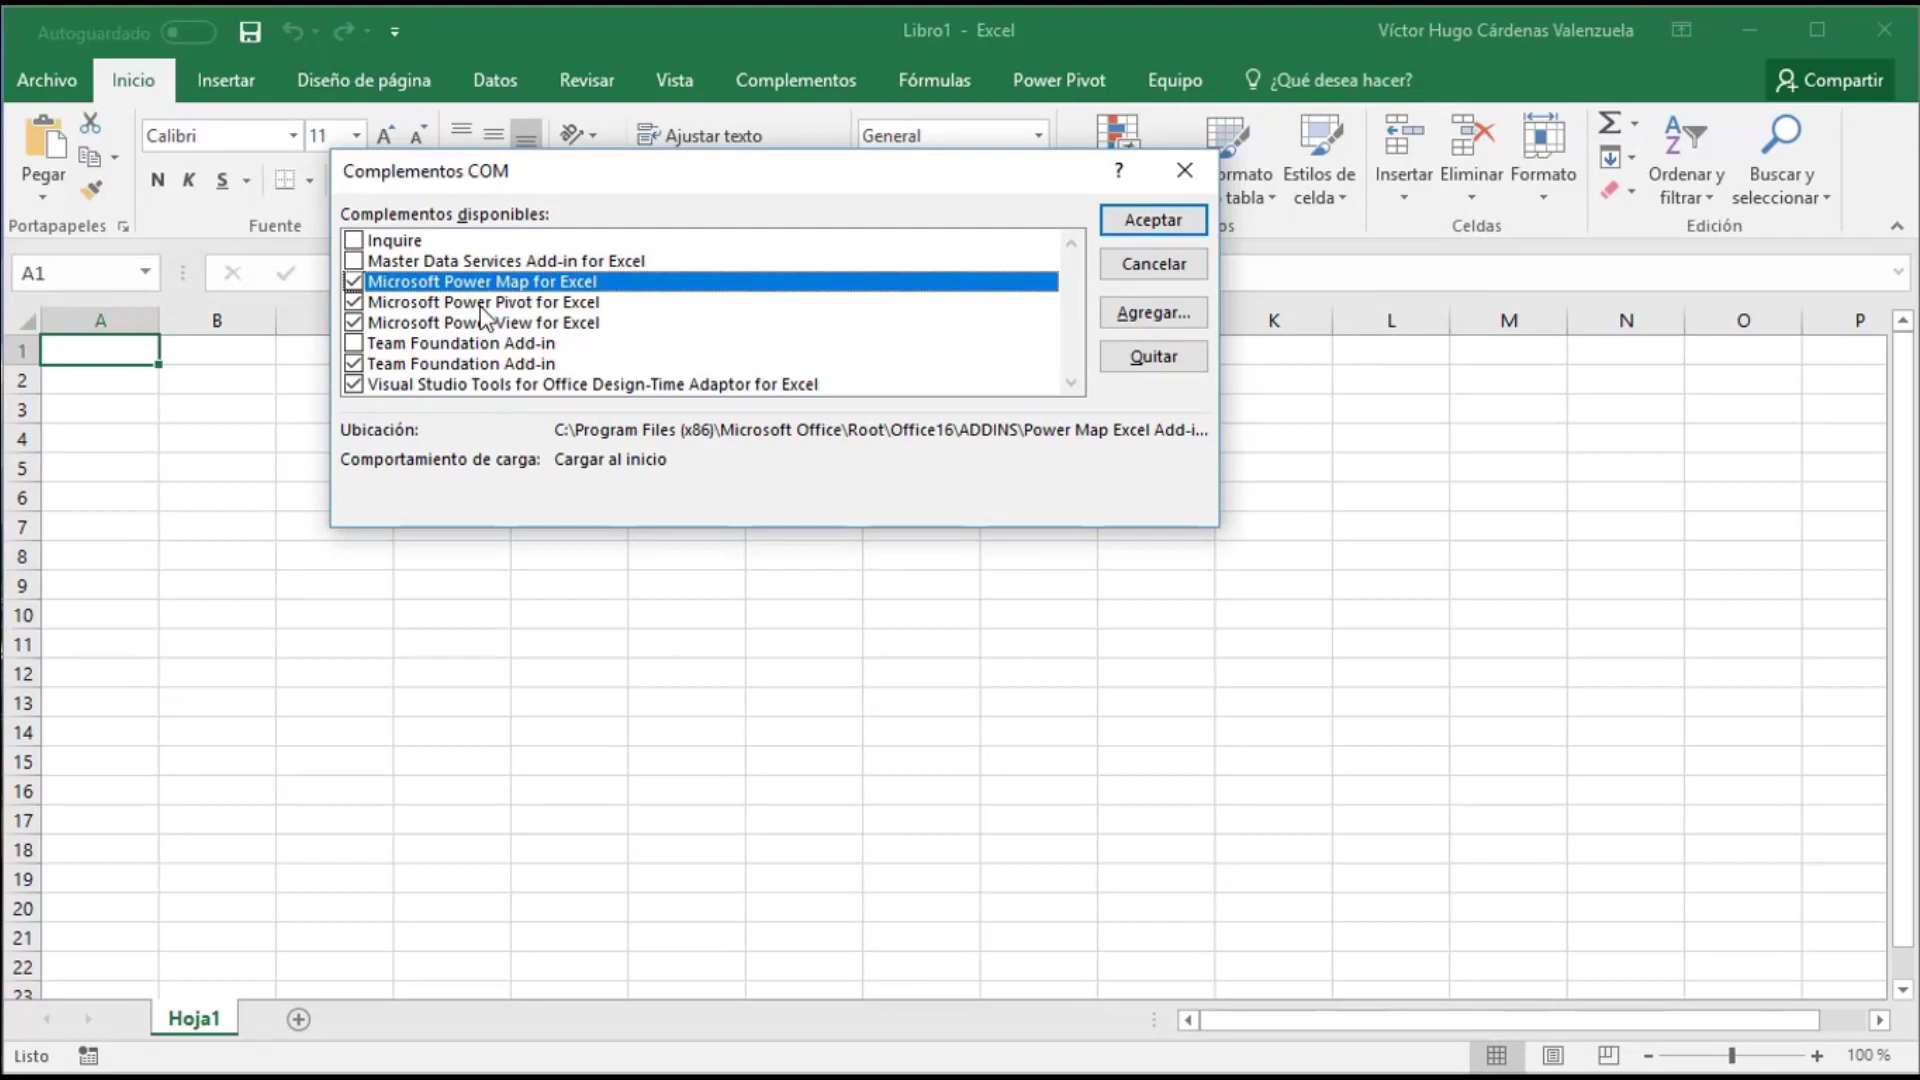 Autoguardado
Libro1 - Excel
Víctor Hugo Cárdenas Valenzuela
Archivo Inicio Insertar Diseño de página Datos Revisar Vista Complementos Fórmulas Power Pivot Equipo ¿Qué desea hacer? Compartir
Pegar
Portapapeles
Calibri 11
N K S
Fuente
Ajustar texto
General
tabla
Estilos de
celda
Insertar Eliminar Formato
Celdas
Ordenar y
filtrar
Buscar y
seleccionar
Edición
Complementos COM
Complementos disponibles:
Inquire
Master Data Services Add-in for Excel
Microsoft Power Map for Excel
Microsoft Power Pivot for Excel
Microsoft Power View for Excel
Team Foundation Add-in
Team Foundation Add-in
Visual Studio Tools for Office Design-Time Adaptor for Excel
Aceptar
Cancelar
Agregar...
Quitar
Ubicación: C:\Program Files (x86)\Microsoft Office\Root\Office16\ADDINS\Power Map Excel Add-i...
Comportamiento de carga: Cargar al inicio
A1
A B K L M N O P
1
2
3
4
5
6
7
8
9
10
11
12
13
14
15
16
17
18
19
20
21
22
23
Hoja1
Listo
100 %